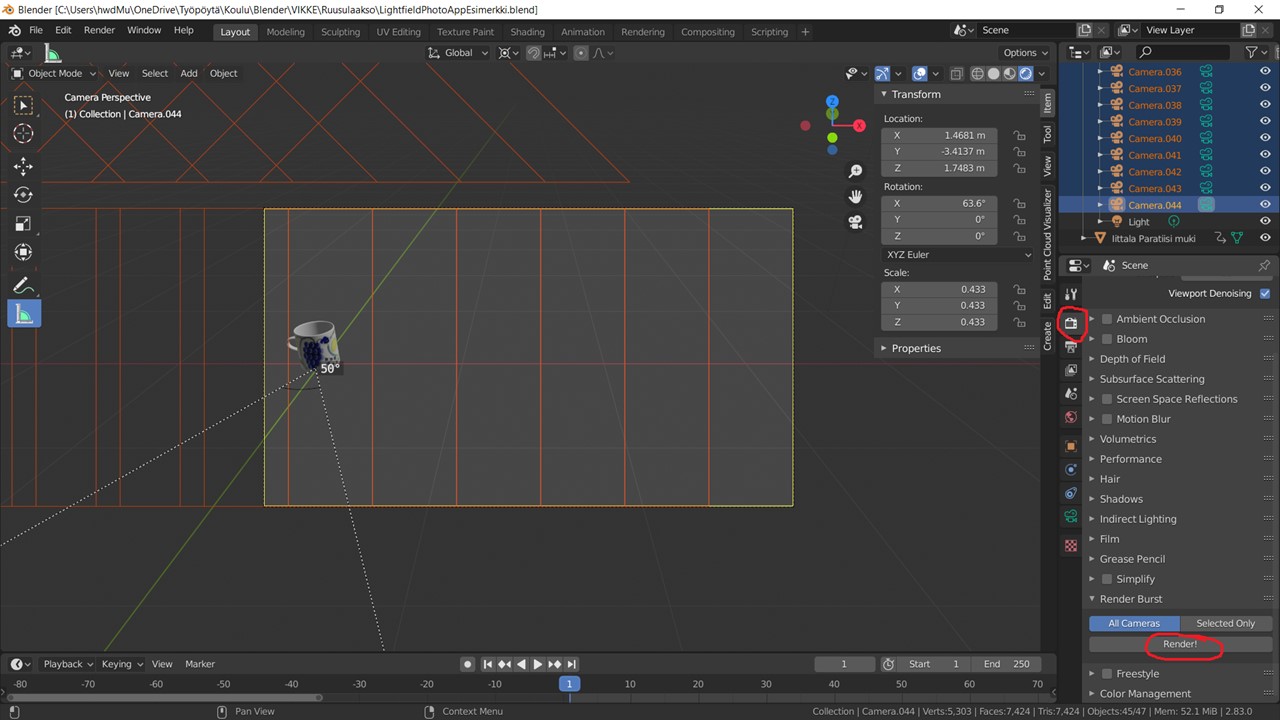 Blender [C:\Users\hwdMu\OneDrive\Työpöytä\Koulu\Blender\VIKKE\Ruusulaakso\LightfieldPhotoAppEsimerkki.blend]
File Edit Render Window Help Layout Modeling Sculpting UV Editing Texture Paint Shading Animation Rendering Compositing Scripting + Scene View Layer
Global Options
Object Mode View Select Add Object
Camera Perspective
(1) Collection | Camera.044
Z
X
50°
Transform
Location:
X 1.4681 m
Y -3.4137 m
Z 1.7483 m
Rotation:
X 63.6°
Y 0°
Z 0°
XYZ Euler
Scale:
X 0.433
Y 0.433
Z 0.433
Properties
Item
Tool
View
Point Cloud Visualizer
Edit
Create
Camera.036
Camera.037
Camera.038
Camera.039
Camera.040
Camera.041
Camera.042
Camera.043
Camera.044
Light
Iittala Paratiisi muki
Scene
Viewport Denoising
Ambient Occlusion
Bloom
Depth of Field
Subsurface Scattering
Screen Space Reflections
Motion Blur
Volumetrics
Performance
Hair
Shadows
Indirect Lighting
Film
Grease Pencil
Simplify
Render Burst
All Cameras Selected Only
Render!
Freestyle
Color Management
Playback Keying View Marker 1 Start 1 End 250
-80 -70 -60 -50 -40 -30 -20 -10 1 10 20 30 40 50 60 70
Pan View Context Menu Collection | Camera.044 | Verts:5,303 | Faces:7,424 | Tris:7,424 | Objects:45/47 | Mem: 52.1 MiB | 2.83.0